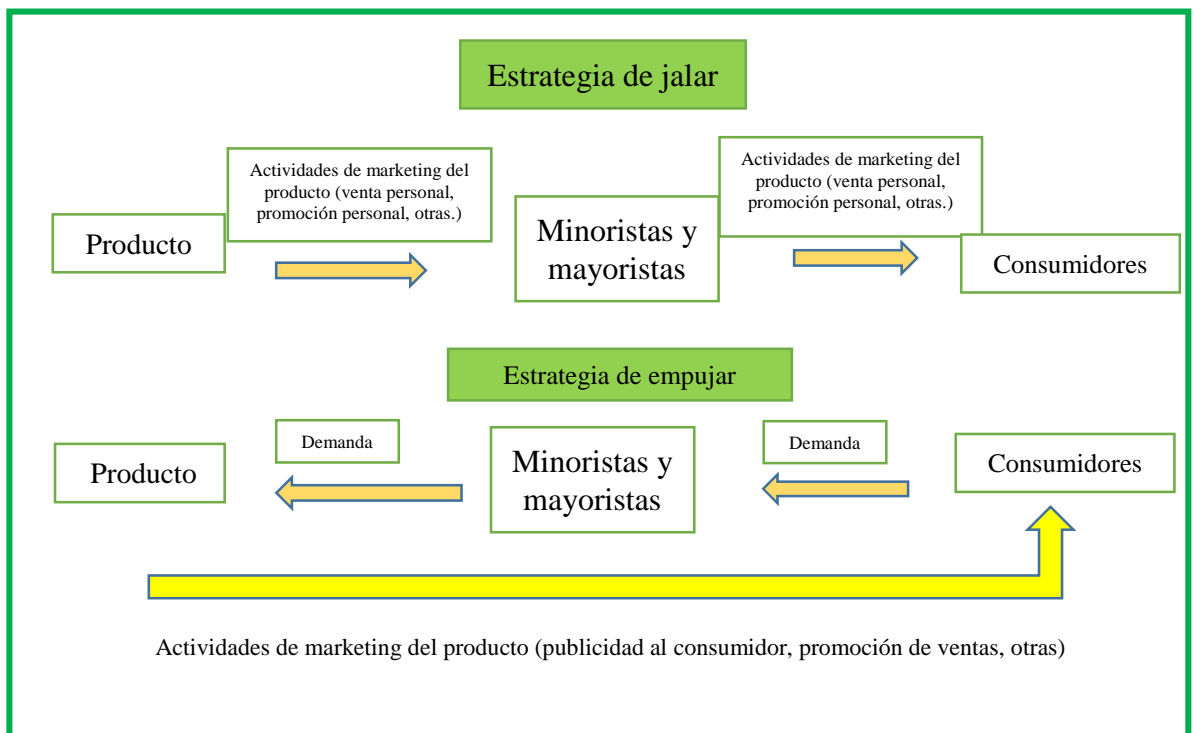 Estrategia de jalar
Actividades de marketing del
producto (venta personal,
promoción personal, otras.)
Actividades de marketing del
producto (venta personal,
promoción personal, otras.)
Producto
Minoristas y
mayoristas
Consumidores
Estrategia de empujar
Demanda
Demanda
Producto
Minoristas y
mayoristas
Consumidores
Actividades de marketing del producto (publicidad al consumidor, promoción de ventas, otras)